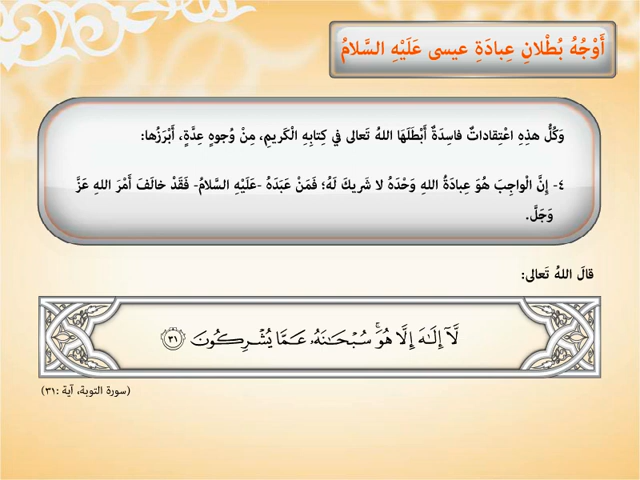 أَوْجُهُ بُطْلانِ عِبادَةِ عيسى عَلَيْهِ السَّلامُ
وَكُلُّ هذِهِ اعْتِقاداتٌ فاسِدَةٌ أَبْطَلَهَا اللهُ تَعالى في كِتابِهِ الْكَريمِ، مِنْ وُجوهٍ عِدَّةٍ، أَبْرَزُها:
٤- إِنَّ الْواجِبَ هُوَ عِبادَةُ اللهِ وَحْدَهُ لا شَريكَ لَهُ؛ فَمَنْ عَبَدَهُ -عَلَيْهِ السَّلامُ- فَقَدْ خالَفَ أَمْرَ اللهِ عَزَّ
وَجَلَّ.
قالَ اللهُ تَعالى:
لَّآ إِلَـٰهَ إِلَّا هُوَۚ سُبۡحَـٰنَهُۥ عَمَّا يُشۡرِكُونَ ٣١
(سورة التوبة، آية :٣١)